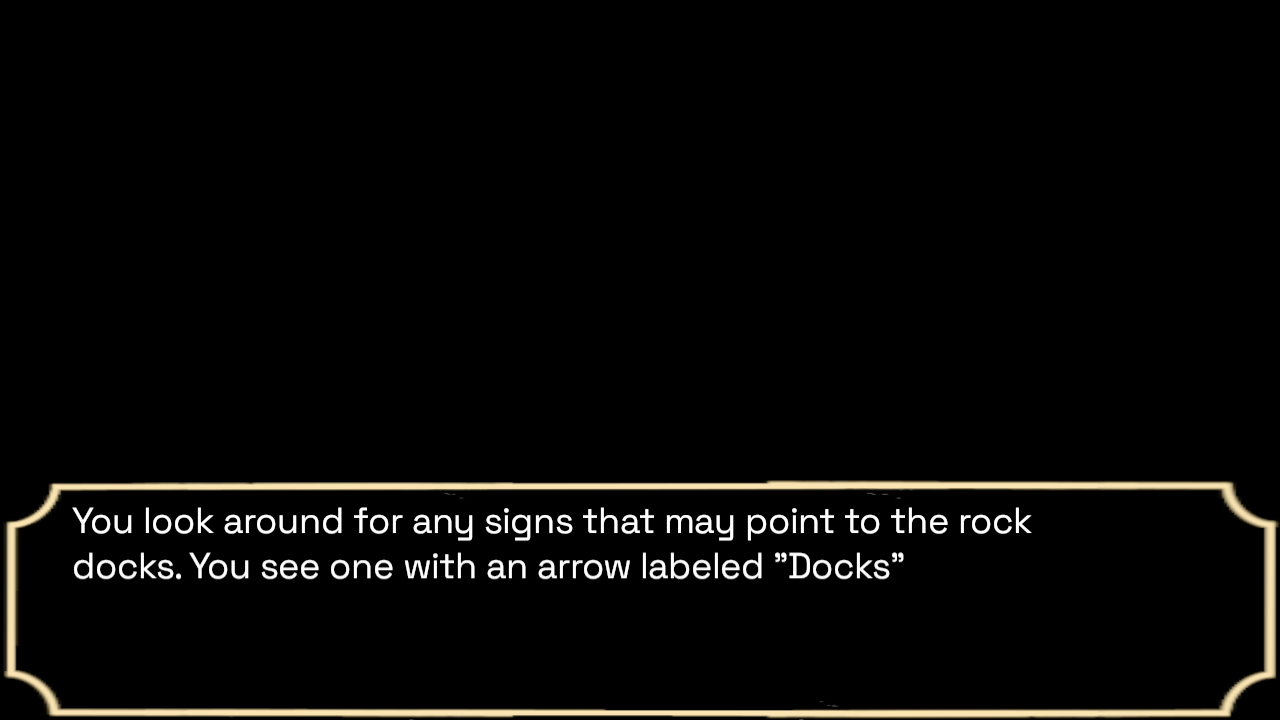 You look around for any signs that may point to the rock
docks. You see one with an arrow labeled ”Docks”